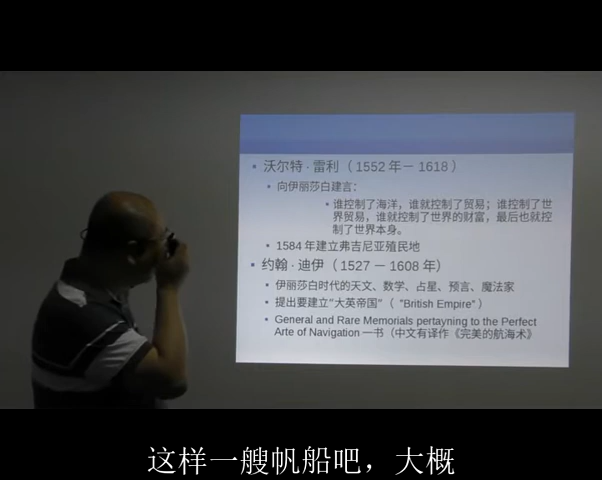 • 沃尔特 · 雷利（ 1552 年－ 1618 ）
• 向伊丽莎白建言：
• 谁控制了海洋，谁就控制了贸易；谁控制了世
界贸易，谁就控制了世界的财富，最后也就控
制了世界本身。
• 1584 年建立弗吉尼亚殖民地
• 约翰 · 迪伊（ 1527 － 1608 年）
• 伊丽莎白时代的天文、数学、占星、预言、魔法家
• 提出要建立"大英帝国"（ "British Empire" ）
• General and Rare Memorials pertayning to the Perfect
Arte of Navigation 一书（中文有译作《完美的航海术》
这样一艘帆船吧，大概